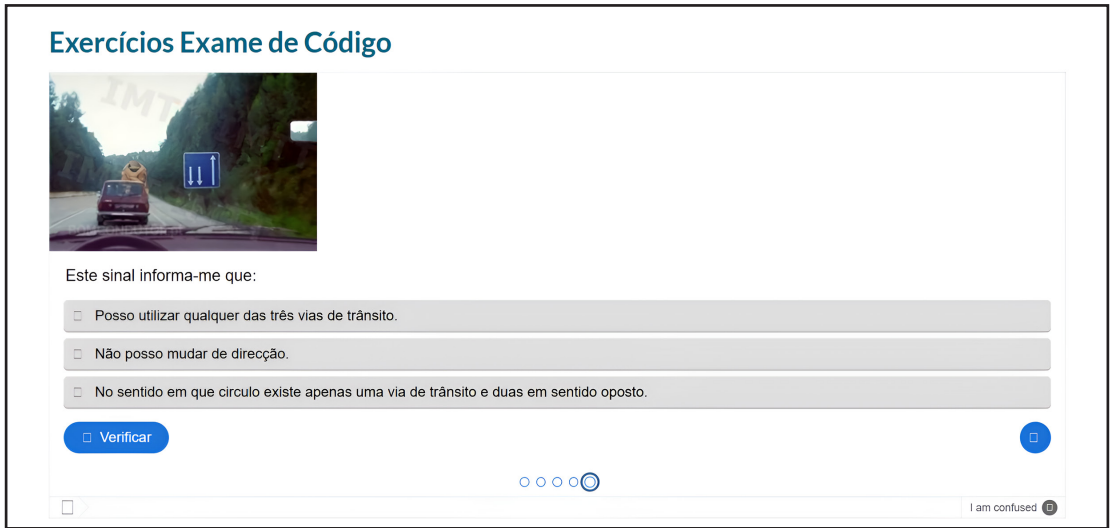 Exercícios Exame de Código
IMT
Este sinal informa-me que:
Posso utilizar qualquer das três vias de trânsito.
Não posso mudar de direcção.
No sentido em que circulo existe apenas uma via de trânsito e duas em sentido oposto.
Verificar
I am confused